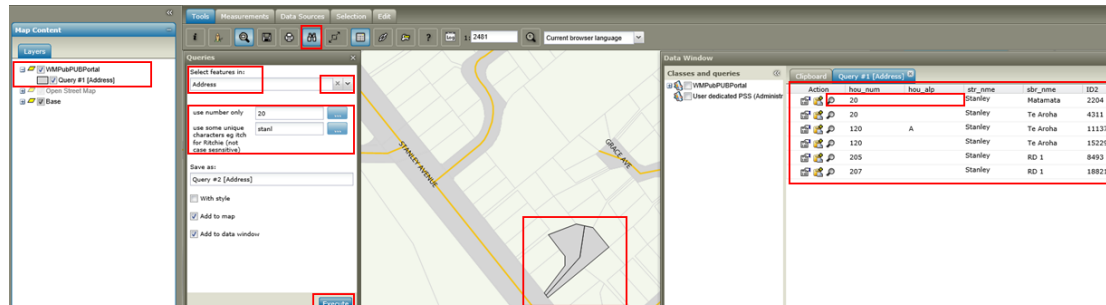 Tools Measurements Data Sources Selection Edit
Map Content
Layers
WMPubPUBPortal
Query #1 [Address]
Open Street Map
Base
? 1: 2481 Current browser language
Queries
Select features in:
Address
use number only 20 ...
use some unique characters eg itch for Ritchie (not case sesnsitive) stanl ...
Save as:
Query #2 [Address]
With style
Add to map
Add to data window
Execute
STANLEY AVENUE
GRACE AVE
Data Window
Classes and queries
WMPubPUBPortal
User dedicated PSS (Administr
Clipboard Query #1 [Address]
Action hou_num hou_alp str_nme sbr_nme ID2
20 Stanley Matamata 2204
20 Stanley Te Aroha 4311
120 A Stanley Te Aroha 11137
120 Stanley Te Aroha 15229
205 Stanley RD 1 8493
207 Stanley RD 1 18821